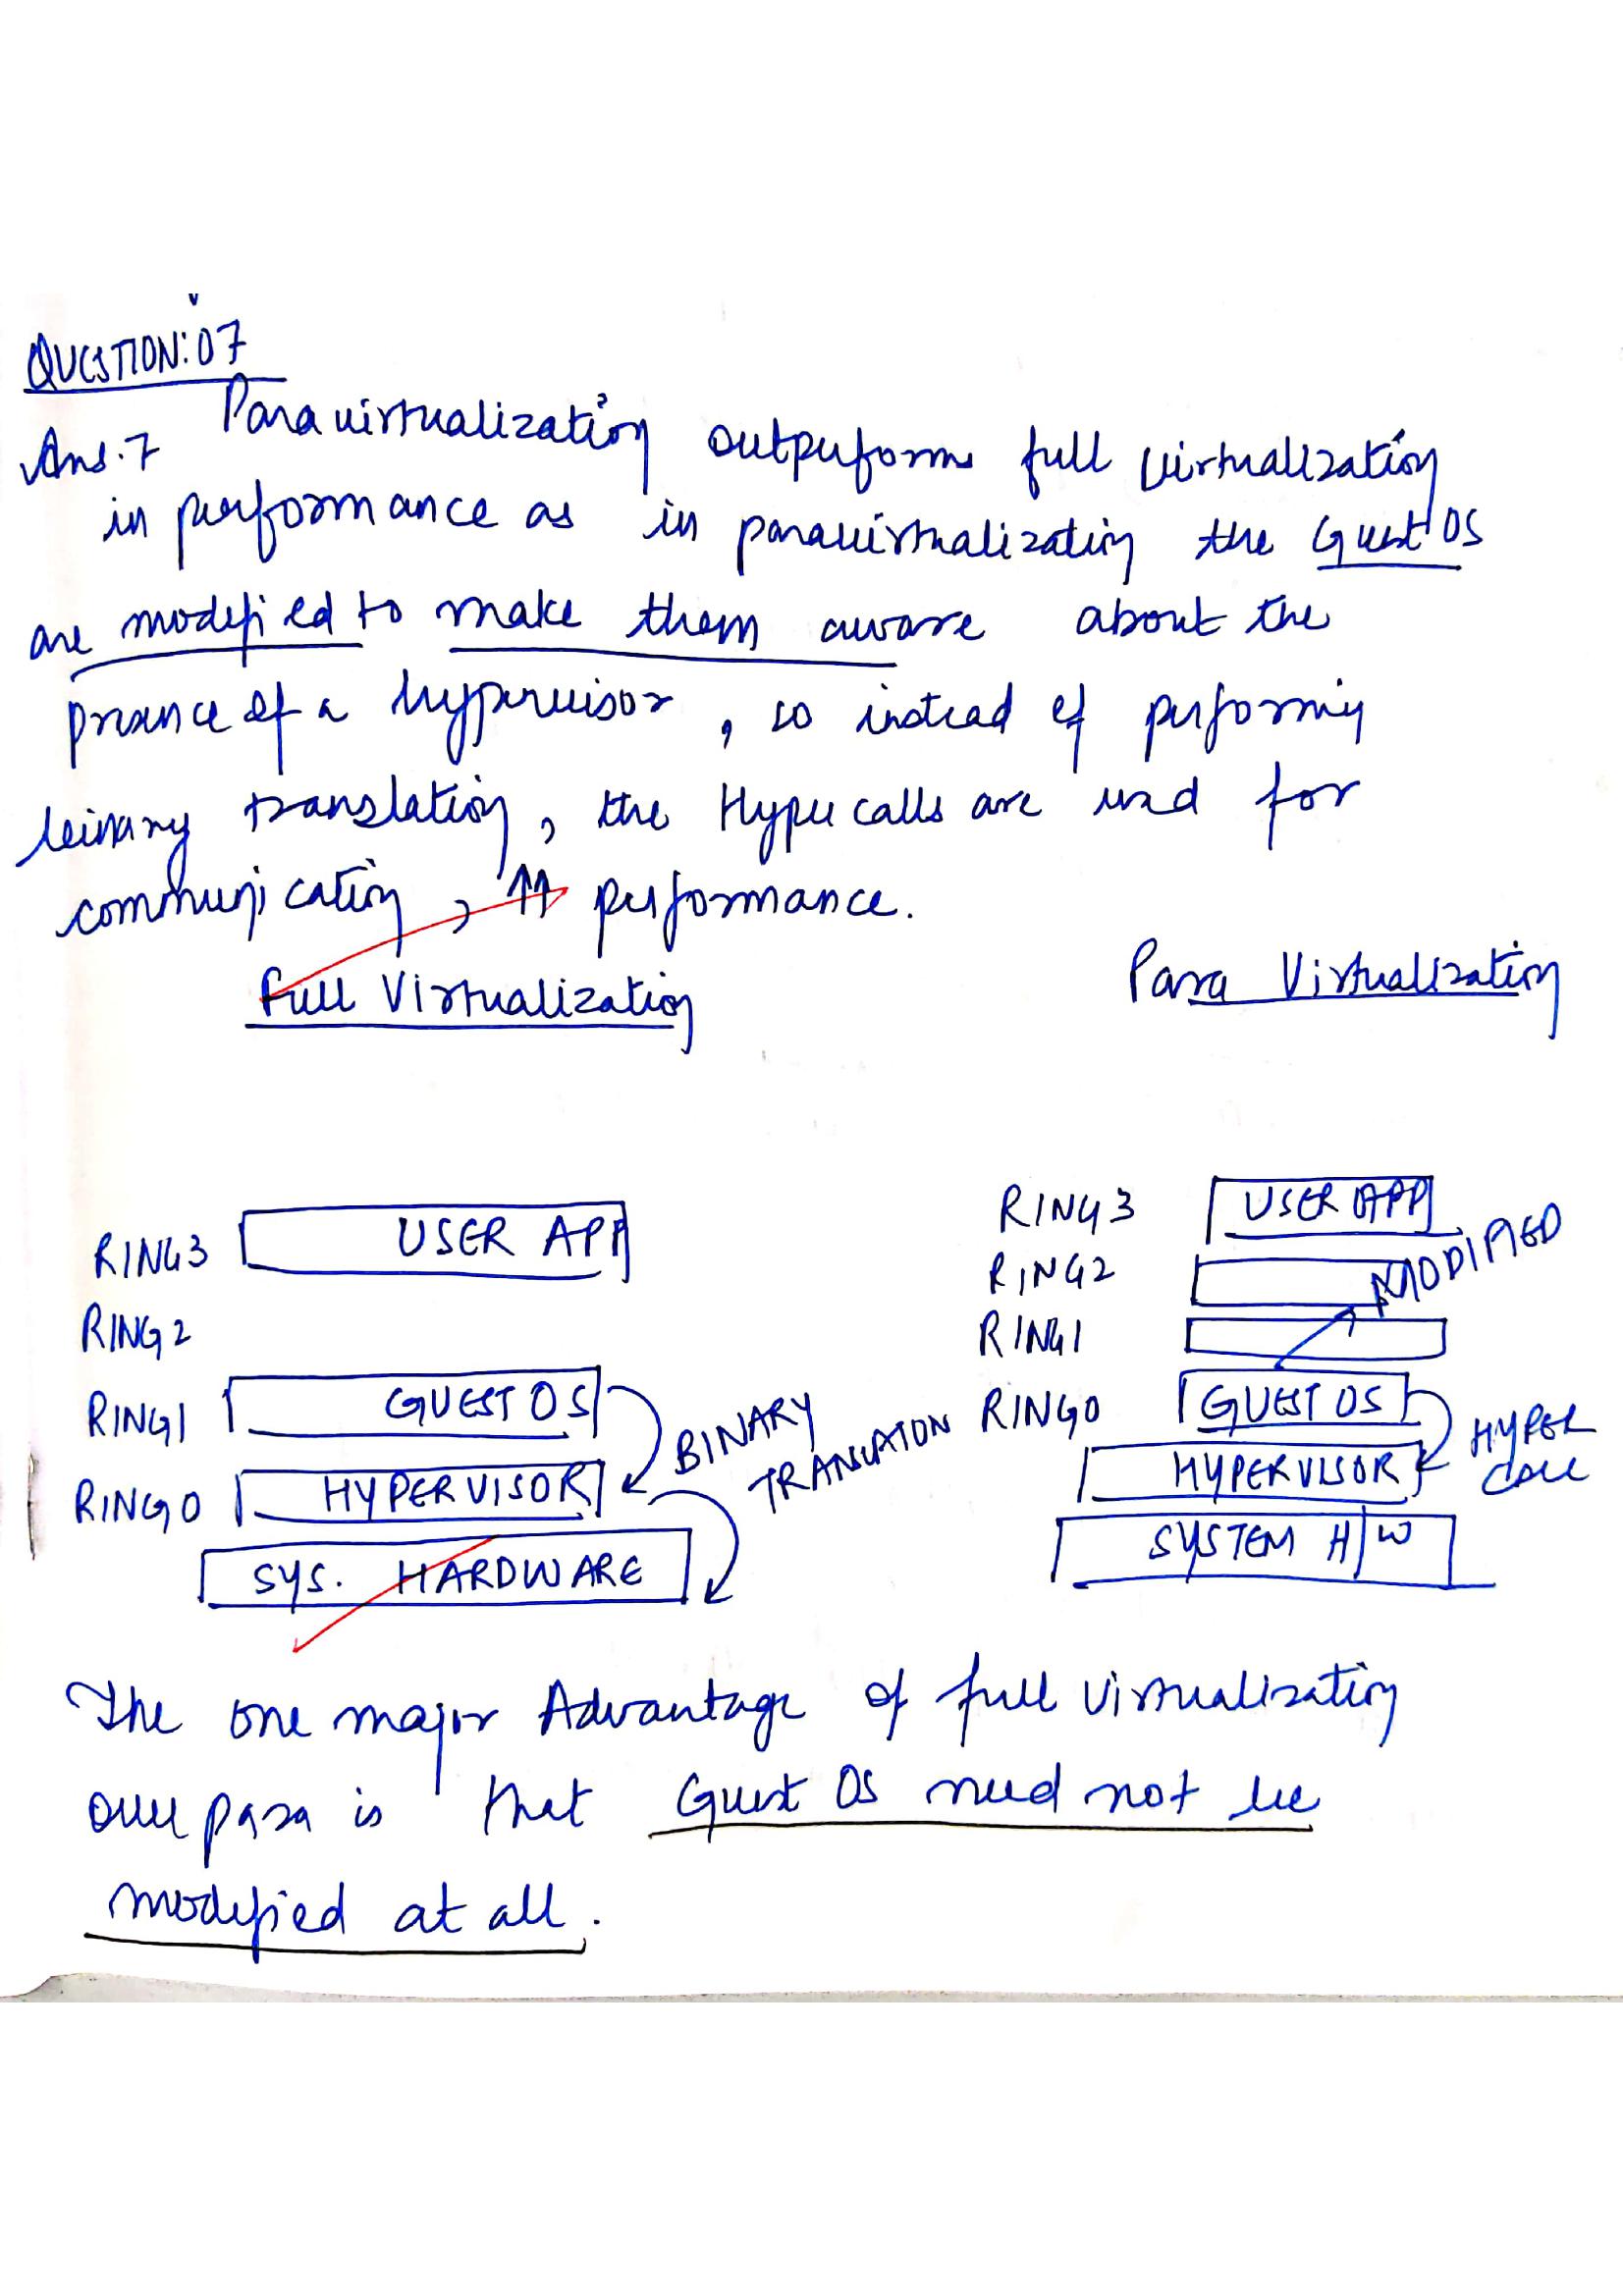 QUESTION: 07
Ans. 7 Paravirtualization outperforms full virtualization
in performance as in paravirtualization the Guest OS
are modified to make them aware about the
presence of a hypervisor, so instead of performing
binary translation, the Hyper calls are used for
communication, ↑↑ performance.
Full Virtualization
Para Virtualization
RING3 USER APP
RING2
RING1 GUEST OS
RING0 HYPERVISOR
SYS. HARDWARE
BINARY
TRANSLATION
RING3 USER APP
RING2
MODIFIED
RING1
RING0 GUEST OS
HYPERVISOR
HYPER
CALL
SYSTEM H/W
The one major Advantage of full virtualization
over para is that Guest OS need not be
modified at all.